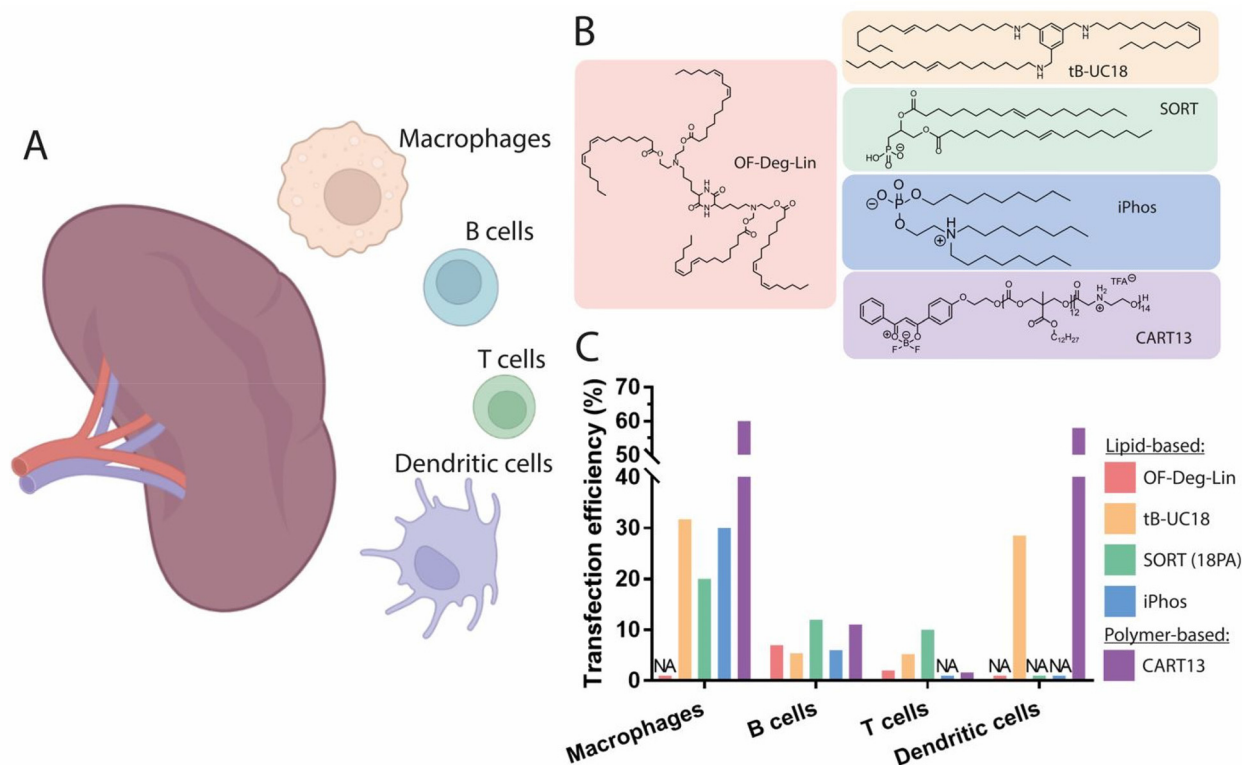 A
Macrophages
B cells
T cells
Dendritic cells
B
OF-Deg-Lin
tB-UC18
SORT
iPhos
CART13
C
Transfection efficiency (%)
70
60
50
40
30
20
10
0
NA
NA
NA
NA
NA
Macrophages
B cells
T cells
Dendritic cells
Lipid-based:
OF-Deg-Lin
tB-UC18
SORT (18PA)
iPhos
Polymer-based:
CART13